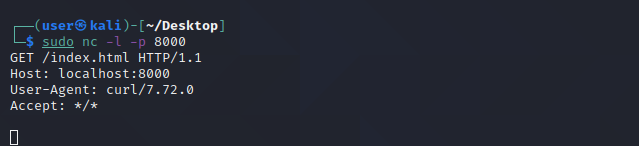 ┌──(user㉿kali)-[~/Desktop]
└─$ sudo nc -l -p 8000
GET /index.html HTTP/1.1
Host: localhost:8000
User-Agent: curl/7.72.0
Accept: */*